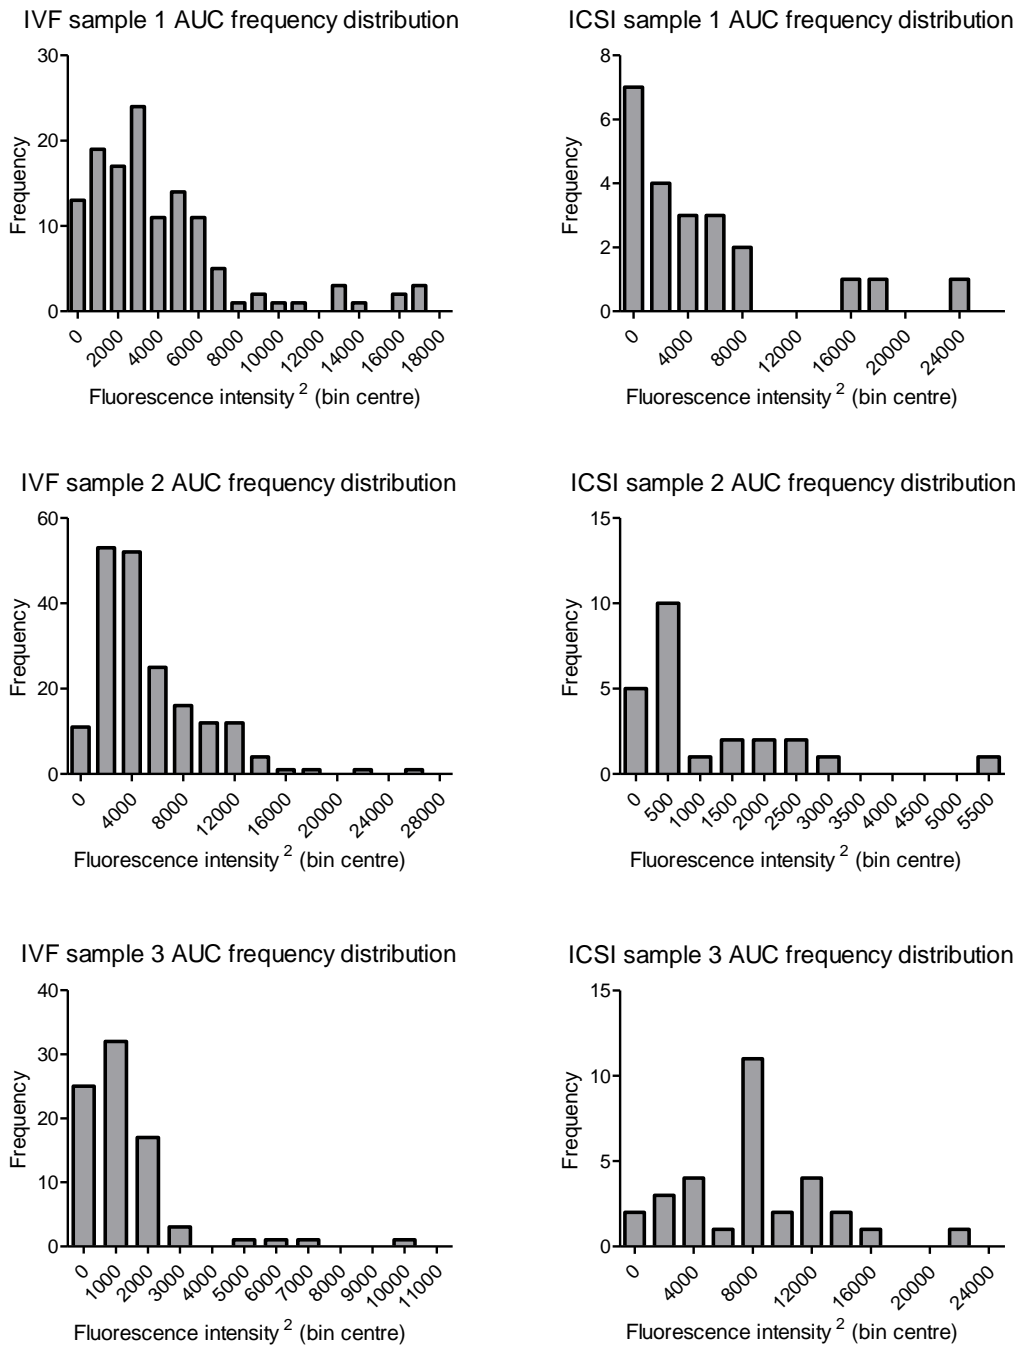 IVF sample 1 AUC frequency distribution
30
20
10
0
Frequency
0 2000 4000 6000 8000 10000 12000 14000 16000 18000
Fluorescence intensity 2 (bin centre)
ICSI sample 1 AUC frequency distribution
8
6
4
2
0
Frequency
0 4000 8000 12000 16000 20000 24000
Fluorescence intensity 2 (bin centre)
IVF sample 2 AUC frequency distribution
60
40
20
0
Frequency
0 4000 8000 12000 16000 20000 24000 28000
Fluorescence intensity 2 (bin centre)
ICSI sample 2 AUC frequency distribution
15
10
5
0
Frequency
0 500 1000 1500 2000 2500 3000 3500 4000 4500 5000 5500
Fluorescence intensity 2 (bin centre)
IVF sample 3 AUC frequency distribution
40
30
20
10
0
Frequency
0 1000 2000 3000 4000 5000 6000 7000 8000 9000 10000 11000
Fluorescence intensity 2 (bin centre)
ICSI sample 3 AUC frequency distribution
15
10
5
0
Frequency
0 4000 8000 12000 16000 20000 24000
Fluorescence intensity 2 (bin centre)